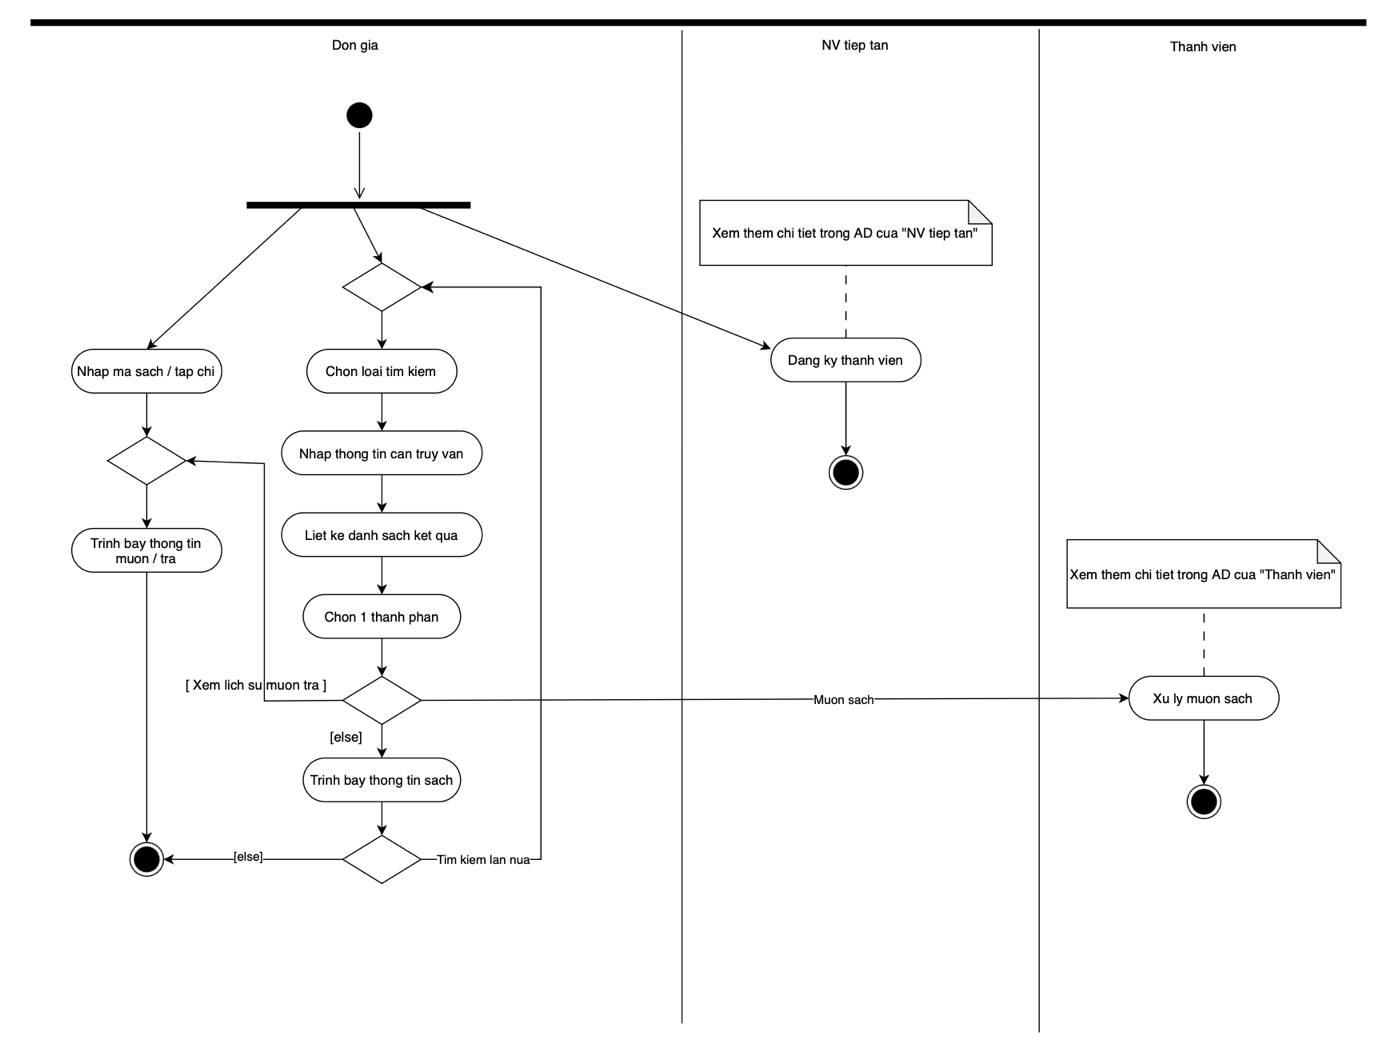 Don gia
NV tiep tan
Thanh vien
Xem them chi tiet trong AD cua "NV tiep tan"
Dang ky thanh vien
Nhap ma sach / tap chi
Chon loai tim kiem
Nhap thong tin can truy van
Liet ke danh sach ket qua
Trinh bay thong tin
muon / tra
Xem them chi tiet trong AD cua "Thanh vien"
Chon 1 thanh phan
[ Xem lich su muon tra ]
Muon sach
Xu ly muon sach
[else]
Trinh bay thong tin sach
[else]
Tim kiem lan nua